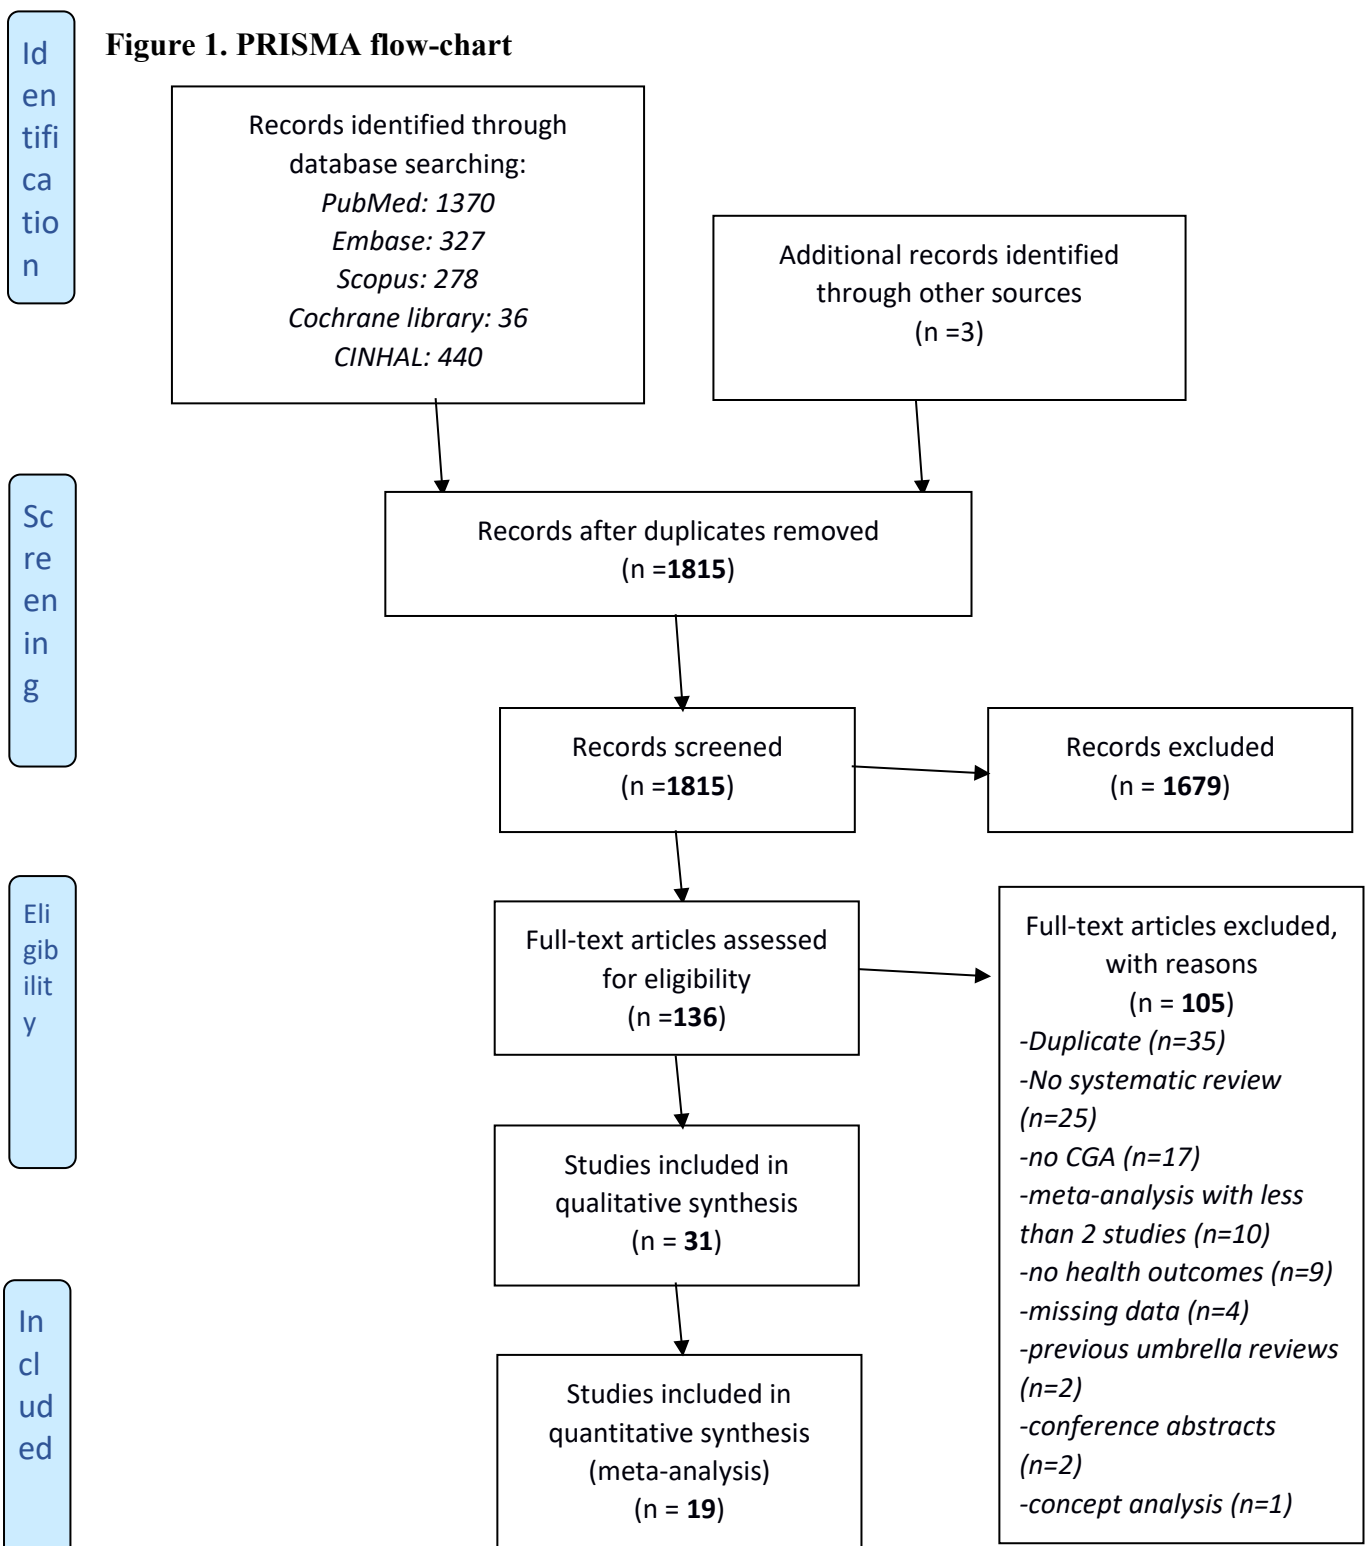 Id
en
tifi
ca
tio
n
Figure 1. PRISMA flow-chart
Records identified through
database searching:
PubMed: 1370
Embase: 327
Scopus: 278
Cochrane library: 36
CINHAL: 440
Additional records identified
through other sources
(n =3)
Sc
re
en
in
g
Records after duplicates removed
(n =1815)
Records screened
(n =1815)
Records excluded
(n = 1679)
Eli
gib
ilit
y
Full-text articles assessed
for eligibility
(n =136)
Full-text articles excluded,
with reasons
(n = 105)
-Duplicate (n=35)
-No systematic review
(n=25)
-no CGA (n=17)
-meta-analysis with less
than 2 studies (n=10)
-no health outcomes (n=9)
-missing data (n=4)
-previous umbrella reviews
(n=2)
-conference abstracts
(n=2)
-concept analysis (n=1)
Studies included in
qualitative synthesis
(n = 31)
In
cl
ud
ed
Studies included in
quantitative synthesis
(meta-analysis)
(n = 19)